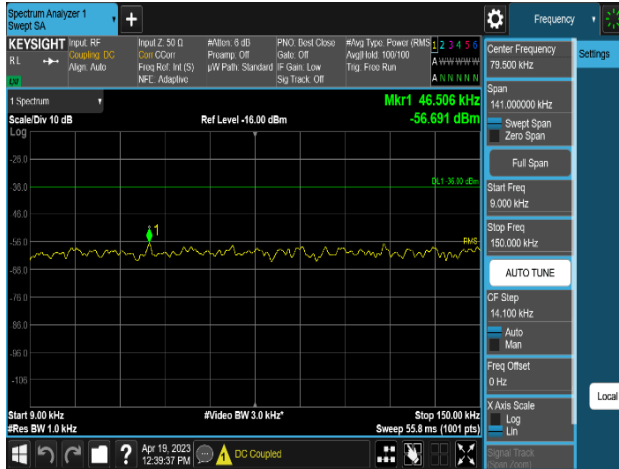 Spectrum Analyzer 1
Swept SA
+
Frequency
KEYSIGHT
RL
Input: RF
Coupling: DC
Align: Auto
Input Z: 50 Ω
Corr CCorr
Freq Ref: Int (S)
NFE: Adaptive
#Atten: 6 dB
Preamp: Off
µW Path: Standard
PNO: Best Close
Gate: Off
IF Gain: Low
Sig Track: Off
#Avg Type: Power (RMS
Avg|Hold: 100/100
Trig: Free Run
1 2 3 4 5 6
A W W W W W
A N N N N N
1 Spectrum
Mkr1 46.506 kHz
-56.691 dBm
Scale/Div 10 dB
Ref Level -16.00 dBm
Log
-26.0
DL1 -36.00 dBm
-36.0
-46.0
1
-56.0
RMS
-66.0
-76.0
-86.0
-96.0
-106
Start 9.00 kHz
#Video BW 3.0 kHz*
Stop 150.00 kHz
#Res BW 1.0 kHz
Sweep 55.8 ms (1001 pts)
?
Apr 19, 2023
12:39:37 PM
DC Coupled
Center Frequency
79.500 kHz
Settings
Span
141.000000 kHz
Swept Span
Zero Span
Full Span
Start Freq
9.000 kHz
Stop Freq
150.000 kHz
AUTO TUNE
CF Step
14.100 kHz
Auto
Man
Freq Offset
0 Hz
Local
X Axis Scale
Log
Lin
Signal Track
(Span Zoom)